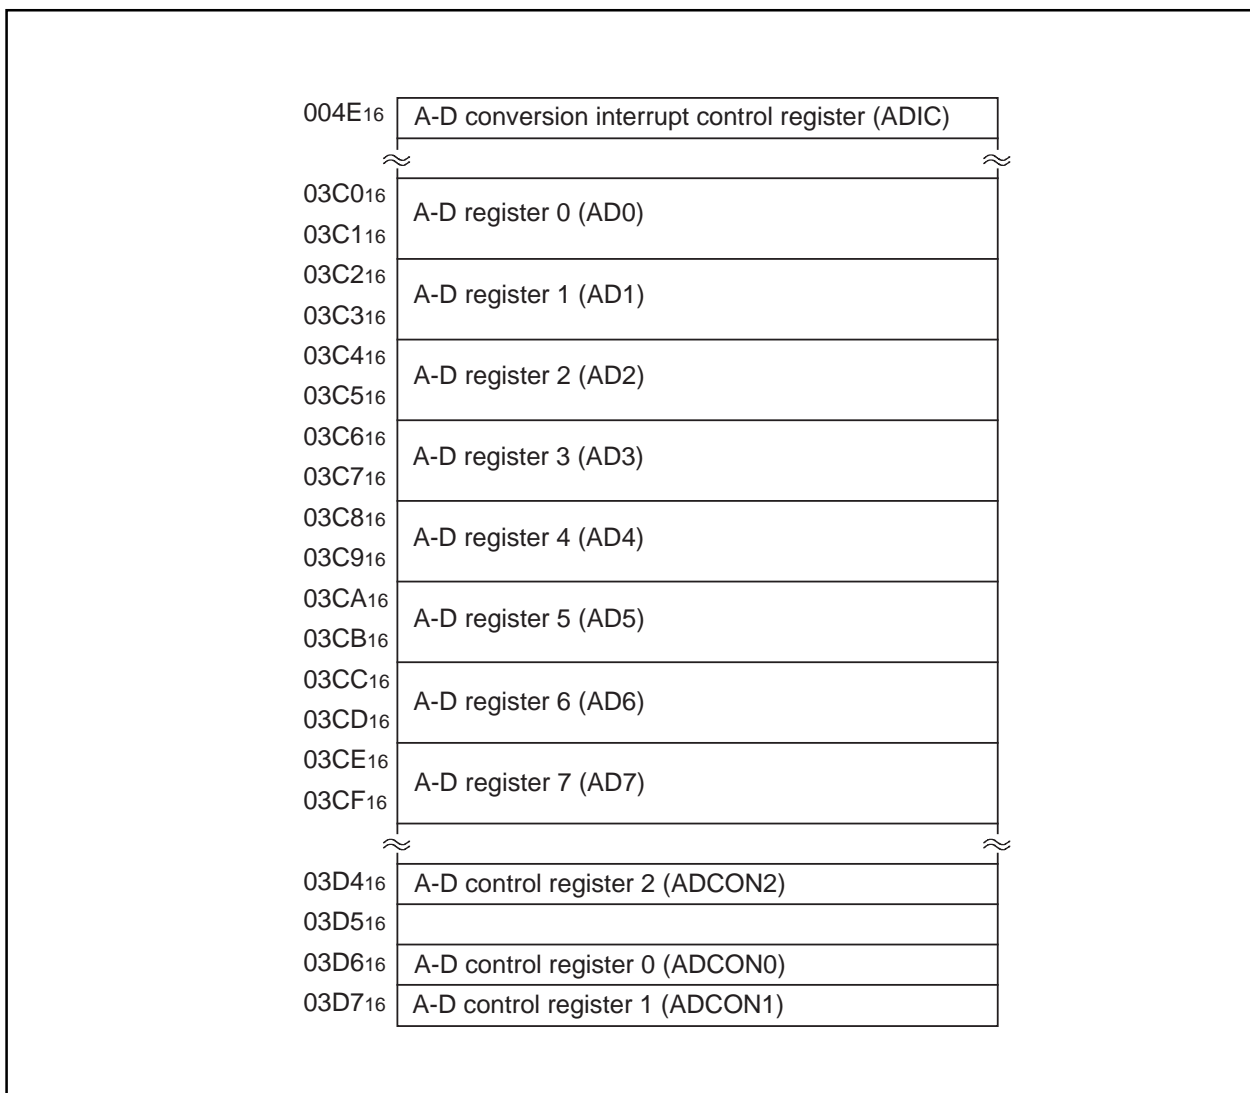 004E16 A-D conversion interrupt control register (ADIC)
03C016
A-D register 0 (AD0)
03C116
03C216
A-D register 1 (AD1)
03C316
03C416
A-D register 2 (AD2)
03C516
03C616
A-D register 3 (AD3)
03C716
03C816
A-D register 4 (AD4)
03C916
03CA16
A-D register 5 (AD5)
03CB16
03CC16
A-D register 6 (AD6)
03CD16
03CE16
A-D register 7 (AD7)
03CF16
03D416 A-D control register 2 (ADCON2)
03D516
03D616 A-D control register 0 (ADCON0)
03D716 A-D control register 1 (ADCON1)